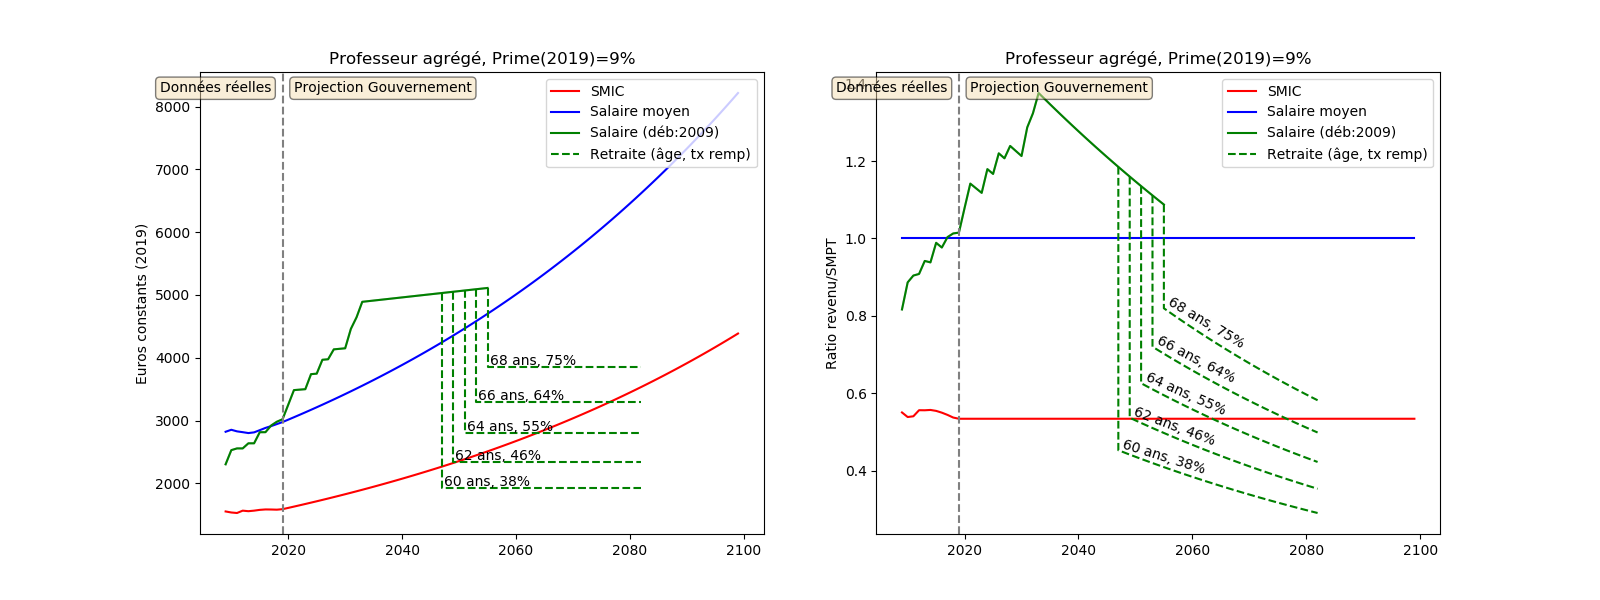 Professeur agrégé, Prime(2019)=9%
Données réelles
Projection Gouvernement
SMIC
Salaire moyen
Salaire (déb:2009)
Retraite (âge, tx remp)
8000
7000
6000
5000
4000
3000
2000
Euros constants (2019)
68 ans, 75%
66 ans, 64%
64 ans, 55%
62 ans, 46%
60 ans, 38%
2020
2040
2060
2080
2100
Professeur agrégé, Prime(2019)=9%
Données réelles
Projection Gouvernement
SMIC
Salaire moyen
Salaire (déb:2009)
Retraite (âge, tx remp)
1.4
1.2
1.0
0.8
0.6
0.4
Ratio revenu/SMPT
68 ans, 75%
66 ans, 64%
64 ans, 55%
62 ans, 46%
60 ans, 38%
2020
2040
2060
2080
2100